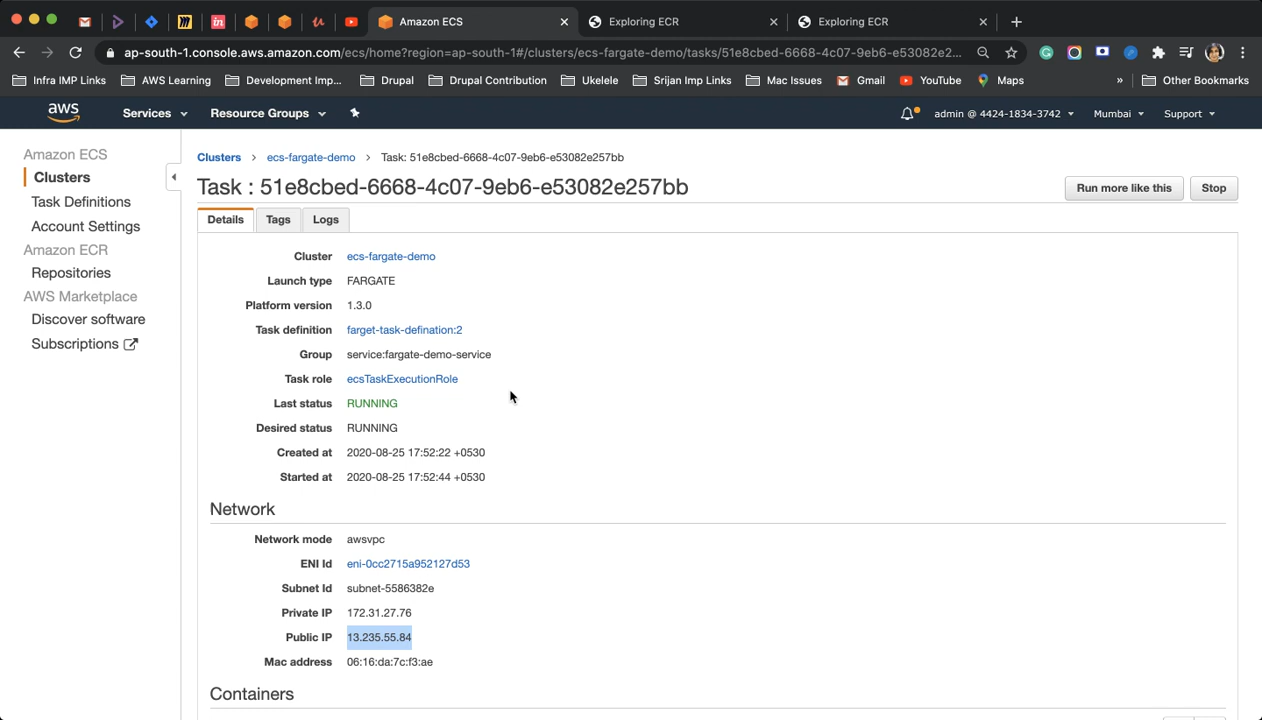 Amazon ECS
Exploring ECR
Exploring ECR
ap-south-1.console.aws.amazon.com/ecs/home?region=ap-south-1#/clusters/ecs-fargate-demo/tasks/51e8cbed-6668-4c07-9eb6-e53082e2...
Infra IMP Links
AWS Learning
Development Imp...
Drupal
Drupal Contribution
Ukelele
Srijan Imp Links
Mac Issues
Gmail
YouTube
Maps
»
Other Bookmarks
aws
Services
Resource Groups
admin @ 4424-1834-3742
Mumbai
Support
Amazon ECS
Clusters
Task Definitions
Account Settings
Amazon ECR
Repositories
AWS Marketplace
Discover software
Subscriptions
Clusters > ecs-fargate-demo > Task: 51e8cbed-6668-4c07-9eb6-e53082e257bb
Task : 51e8cbed-6668-4c07-9eb6-e53082e257bb
Run more like this
Stop
Details
Tags
Logs
Cluster ecs-fargate-demo
Launch type FARGATE
Platform version 1.3.0
Task definition farget-task-defination:2
Group service:fargate-demo-service
Task role ecsTaskExecutionRole
Last status RUNNING
Desired status RUNNING
Created at 2020-08-25 17:52:22 +0530
Started at 2020-08-25 17:52:44 +0530
Network
Network mode awsvpc
ENI Id eni-0cc2715a952127d53
Subnet Id subnet-5586382e
Private IP 172.31.27.76
Public IP 13.235.55.84
Mac address 06:16:da:7c:f3:ae
Containers